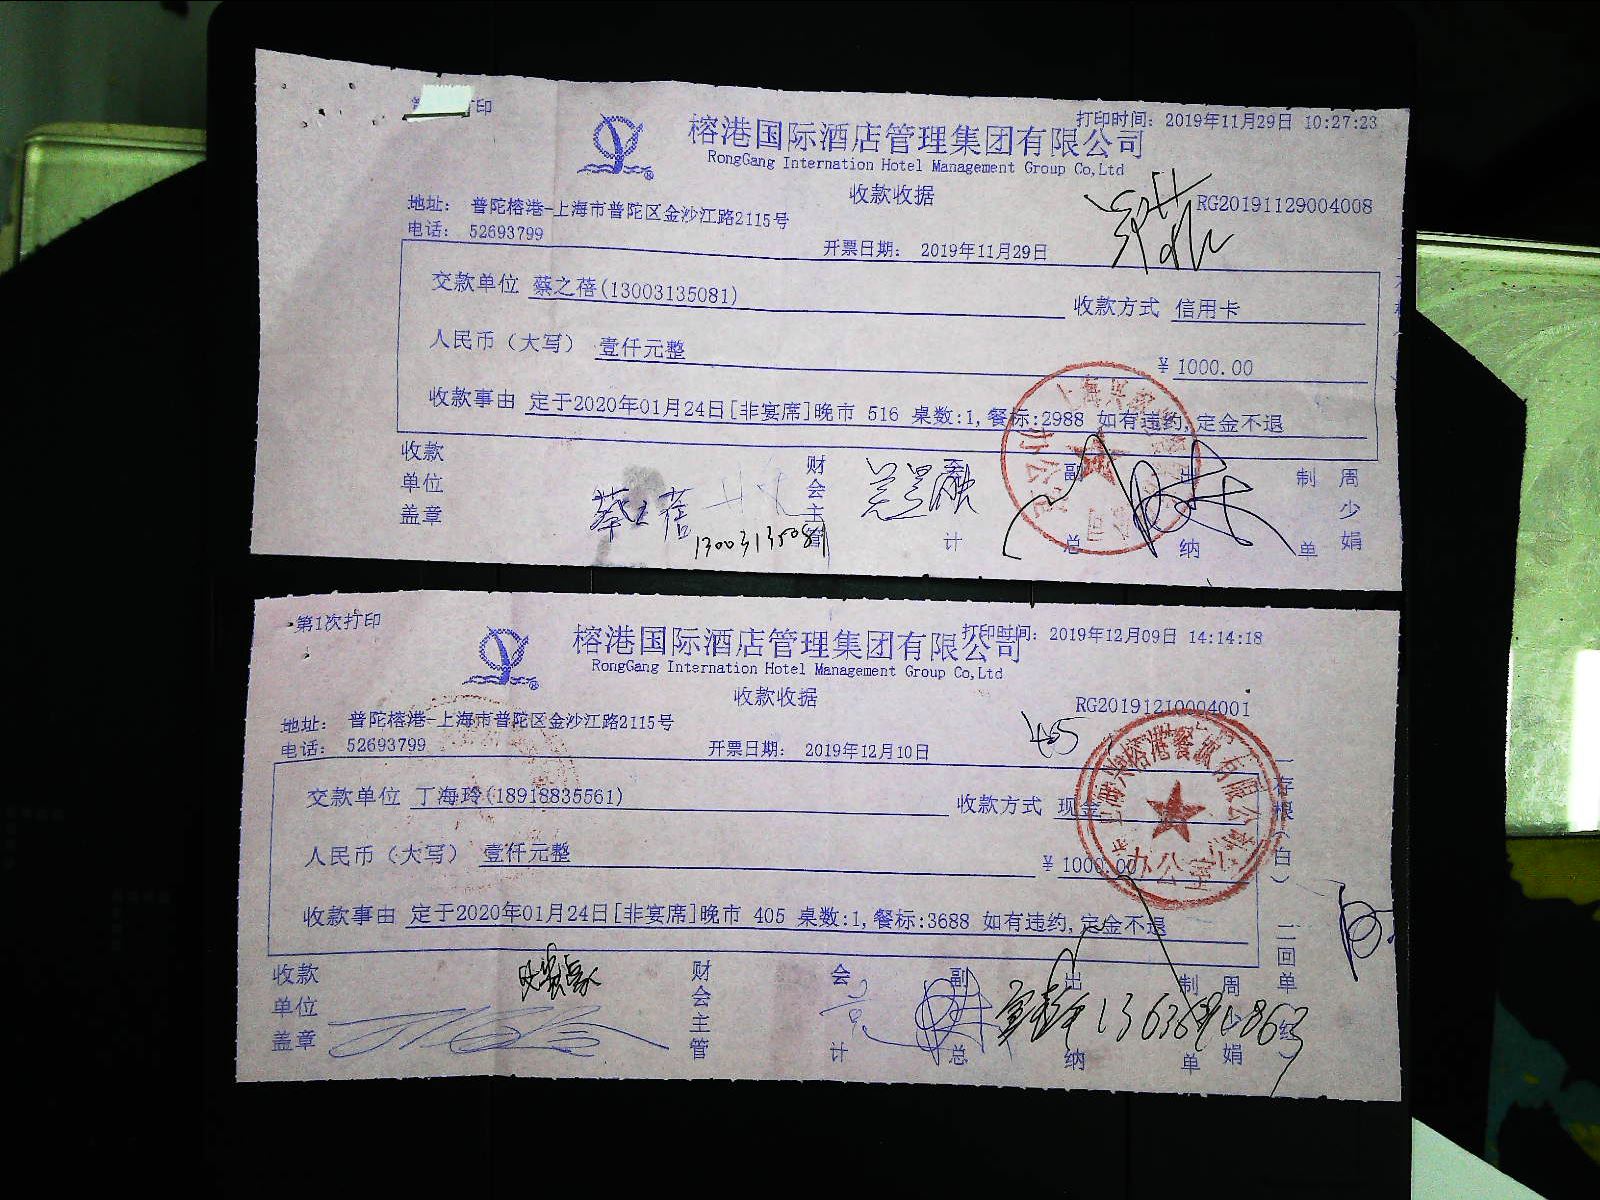 打印
打印时间: 2019年11月29日 10:27:23
榕港国际酒店管理集团有限公司
RongGang Internation Hotel Management Group Co,Ltd
收款收据
RG20191129004008
地址: 普陀榕港-上海市普陀区金沙江路2115号
电话: 52693799
开票日期: 2019年11月29日
交款单位 蔡之蓓(13003135081)
收款方式 信用卡
人民币（大写） 壹仟元整
¥ 1000.00
收款事由 定于2020年01月24日[非宴席]晚市 516 桌数:1,餐标:2988 如有违约,定金不退
收款单位盖章
蔡之蓓
13003135081
财会主管
计
副总
出纳
制单
周少娟
办公室
第1次打印
打印时间: 2019年12月09日 14:14:18
榕港国际酒店管理集团有限公司
RongGang Internation Hotel Management Group Co,Ltd
收款收据
RG20191210004001
405
地址: 普陀榕港-上海市普陀区金沙江路2115号
电话: 52693799
开票日期: 2019年12月10日
交款单位 丁海玲(18918835561)
收款方式 现金
人民币（大写） 壹仟元整
¥ 1000.00
收款事由 定于2020年01月24日[非宴席]晚市 405 桌数:1,餐标:3688 如有违约,定金不退
办公室
一存根(白) 二回单(红)
收款单位盖章
财会主管
会计
副总
出纳
制单
周少娟